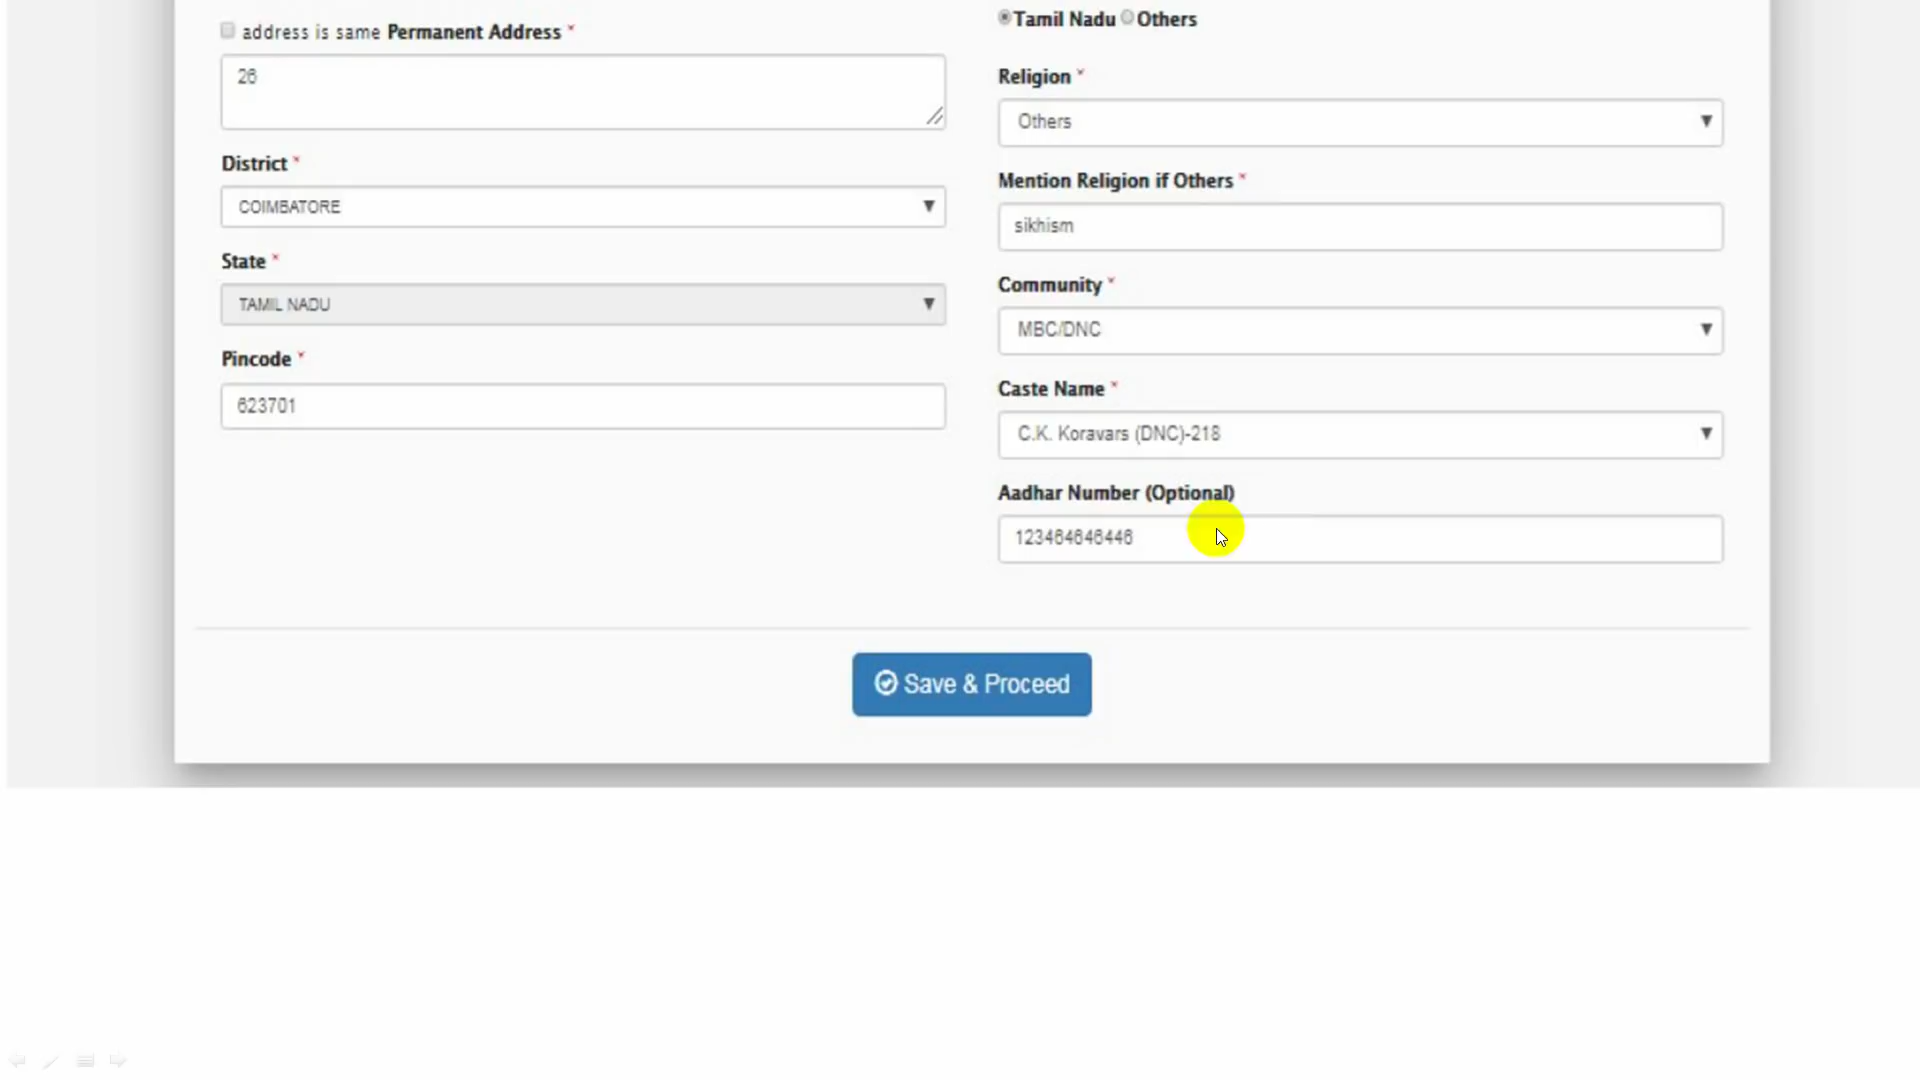 address is same Permanent Address *
26
District *
COIMBATORE
State *
TAMIL NADU
Pincode *
623701
Tamil Nadu Others
Religion *
Others
Mention Religion if Others *
sikhism
Community *
MBC/DNC
Caste Name *
C.K. Koravars (DNC)-218
Aadhar Number (Optional)
123464646446
Save & Proceed